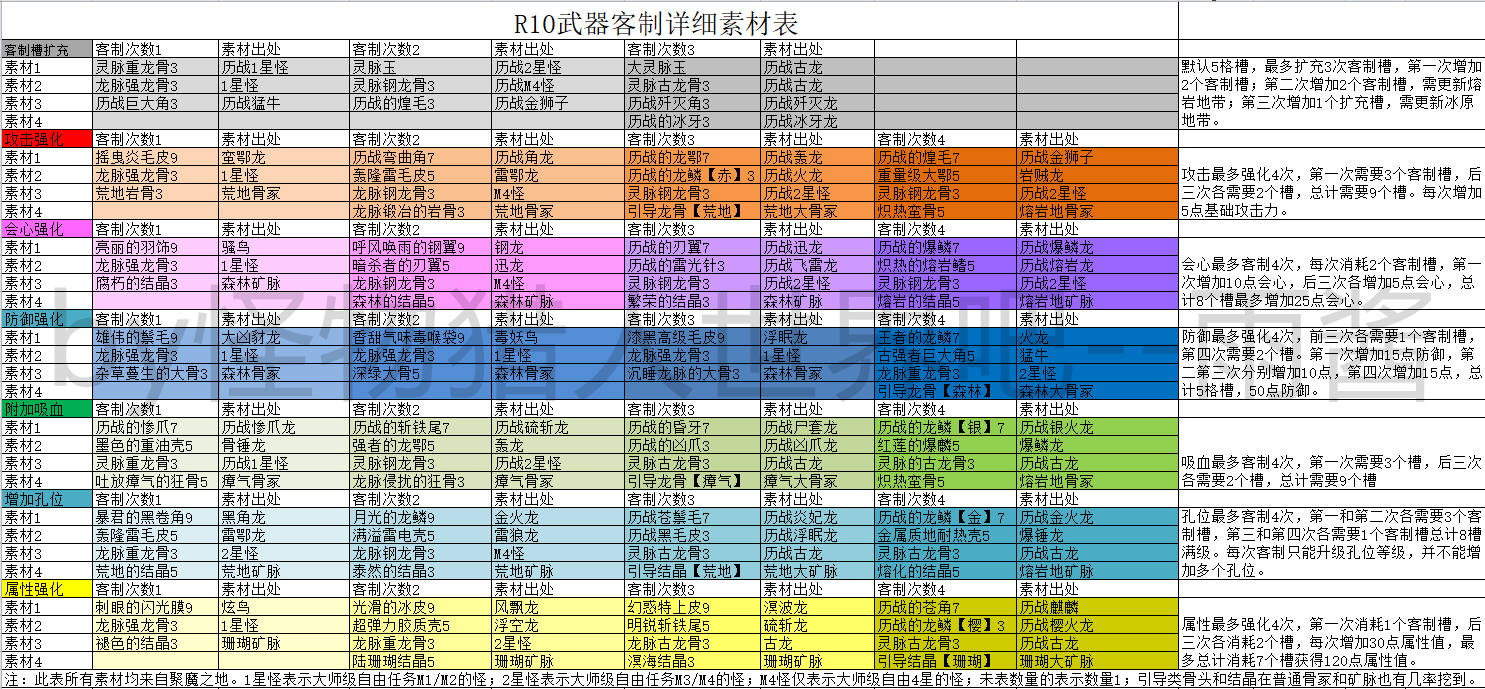 R10武器客制详细素材表
客制槽扩充 客制次数1 素材出处 客制次数2 素材出处 客制次数3 素材出处
素材1 灵脉重龙骨3 历战1星怪 灵脉玉 历战2星怪 大灵脉玉 历战古龙
素材2 龙脉强龙骨3 1星怪 灵脉钢龙骨3 历战M4怪 灵脉古龙骨3 历战古龙
素材3 历战巨大角3 历战猛牛 历战的煌毛3 历战金狮子 历战歼灭角3 历战歼灭龙
素材4 历战的冰牙3 历战冰牙龙
默认5格槽，最多扩充3次客制槽，第一次增加
2个客制槽；第二次增加2个客制槽，需更新熔
岩地带；第三次增加1个扩充槽，需更新冰原
地带。
攻击强化 客制次数1 素材出处 客制次数2 素材出处 客制次数3 素材出处 客制次数4 素材出处
素材1 摇曳炎毛皮9 蛮鄂龙 历战弯曲角7 历战角龙 历战的龙鄂7 历战轰龙 历战的煌毛7 历战金狮子
素材2 龙脉强龙骨3 1星怪 轰隆雷毛皮5 雷鄂龙 历战的龙鳞【赤】3 历战火龙 重量级大鄂5 岩贼龙
素材3 荒地岩骨3 荒地骨冢 龙脉钢龙骨3 M4怪 灵脉钢龙骨3 历战2星怪 灵脉钢龙骨3 历战2星怪
素材4 龙脉锻冶的岩骨3 荒地骨冢 引导龙骨【荒地】 荒地大骨冢 炽热蛮骨5 熔岩地骨冢
攻击最多强化4次，第一次需要3个客制槽，后
三次各需要2个槽，总计需要9个槽。每次增加
5点基础攻击力。
会心强化 客制次数1 素材出处 客制次数2 素材出处 客制次数3 素材出处 客制次数4 素材出处
素材1 亮丽的羽饰9 骚鸟 呼风唤雨的钢翼9 钢龙 历战的刃翼7 历战迅龙 历战的爆鳞7 历战爆鳞龙
素材2 龙脉强龙骨3 1星怪 暗杀者的刃翼5 迅龙 历战的雷光针3 历战飞雷龙 炽热的熔岩鳍5 历战熔岩龙
素材3 腐朽的结晶3 森林矿脉 龙脉钢龙骨3 M4怪 灵脉钢龙骨3 历战2星怪 灵脉钢龙骨3 历战2星怪
素材4 森林的结晶5 森林矿脉 繁荣的结晶3 森林矿脉 熔岩的结晶5 熔岩地矿脉
会心最多客制4次，每次消耗2个客制槽，第一
次增加10点会心，后三次各增加5点会心，总
计8个槽最多增加25点会心。
防御强化 客制次数1 素材出处 客制次数2 素材出处 客制次数3 素材出处 客制次数4 素材出处
素材1 雄伟的鬃毛9 大凶豺龙 香甜气味毒喉袋9 毒妖鸟 漆黑高级毛皮9 浮眠龙 王者的龙鳞7 火龙
素材2 龙脉强龙骨3 1星怪 龙脉强龙骨3 1星怪 龙脉强龙骨3 1星怪 古强者巨大角5 猛牛
素材3 杂草蔓生的大骨3 森林骨冢 深绿大骨5 森林骨冢 沉睡龙脉的大骨3 森林骨冢 龙脉重龙骨3 2星怪
素材4 引导龙骨【森林】 森林大骨冢
防御最多强化4次，前三次各需要1个客制槽，
第四次需要2个槽。第一次增加15点防御，第
二第三次分别增加10点，第四次增加15点，总
计5格槽，50点防御。
附加吸血 客制次数1 素材出处 客制次数2 素材出处 客制次数3 素材出处 客制次数4 素材出处
素材1 历战的惨爪7 历战惨爪龙 历战的斩铁尾7 历战硫斩龙 历战的昏牙7 历战尸套龙 历战的龙鳞【银】7 历战银火龙
素材2 墨色的重油壳5 骨锤龙 强者的龙鄂5 轰龙 历战的凶爪3 历战凶爪龙 红莲的爆麟5 爆鳞龙
素材3 灵脉重龙骨3 历战1星怪 灵脉钢龙骨3 历战2星怪 灵脉古龙骨3 历战古龙 灵脉的古龙骨3 历战古龙
素材4 吐放瘴气的狂骨5 瘴气骨冢 龙脉侵扰的狂骨3 瘴气骨冢 引导龙骨【瘴气】 瘴气大骨冢 炽热蛮骨5 熔岩地骨冢
吸血最多客制4次，第一次需要3个槽，后三次
各需要2个槽，总计需要9个槽
增加孔位 客制次数1 素材出处 客制次数2 素材出处 客制次数3 素材出处 客制次数4 素材出处
素材1 暴君的黑卷角9 黑角龙 月光的龙鳞9 金火龙 历战苍鬃毛7 历战炎妃龙 历战的龙鳞【金】7 历战金火龙
素材2 轰隆雷毛皮5 雷鄂龙 满溢雷电壳5 雷狼龙 历战黑毛皮3 历战浮眠龙 金属质地耐热壳5 爆锤龙
素材3 龙脉重龙骨3 2星怪 龙脉钢龙骨3 M4怪 灵脉古龙骨3 历战古龙 灵脉古龙骨3 历战古龙
素材4 荒地的结晶5 荒地矿脉 泰然的结晶3 荒地矿脉 引导结晶【荒地】 荒地大矿脉 熔化的结晶5 熔岩地矿脉
孔位最多客制4次，第一和第二次各需要3个客
制槽，第三和第四次各需要1个客制槽总计8槽
满级。每次客制只能升级孔位等级，并不能增
加多个孔位。
属性强化 客制次数1 素材出处 客制次数2 素材出处 客制次数3 素材出处 客制次数4 素材出处
素材1 刺眼的闪光膜9 炫鸟 光滑的冰皮9 风飘龙 幻惑特上皮9 溟波龙 历战的苍角7 历战麒麟
素材2 龙脉强龙骨3 1星怪 超弹力胶质壳5 浮空龙 明锐斩铁尾5 硫斩龙 历战的龙鳞【樱】3 历战樱火龙
素材3 褪色的结晶3 珊瑚矿脉 龙脉重龙骨3 2星怪 龙脉古龙骨3 古龙 灵脉古龙骨3 历战古龙
素材4 陆珊瑚结晶5 珊瑚矿脉 溟海结晶3 珊瑚矿脉 引导结晶【珊瑚】 珊瑚大矿脉
属性最多强化4次，第一次消耗1个客制槽，后
三次各消耗2个槽，每次增加30点属性值，最
多总计消耗7个槽获得120点属性值。
注：此表所有素材均来自聚魔之地。1星怪表示大师级自由任务M1/M2的怪；2星怪表示大师级自由任务M3/M4的怪；M4怪仅表示大师级自由4星的怪；未表数量的表示数量1；引导类骨头和结晶在普通骨冢和矿脉也有几率挖到。